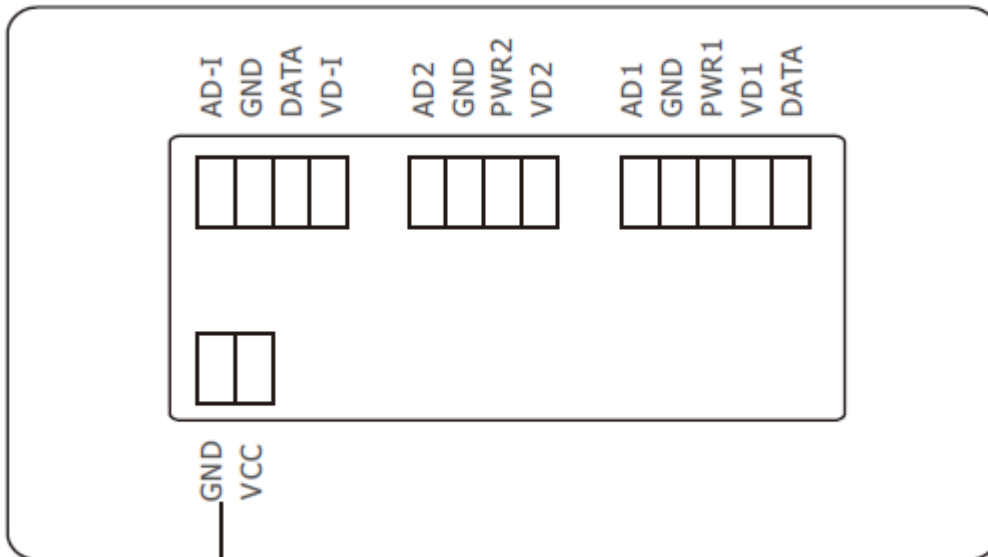 AD-I GND DATA VD-I AD2 GND PWR2 VD2 AD1 GND PWR1 VD1 DATA
GND VCC